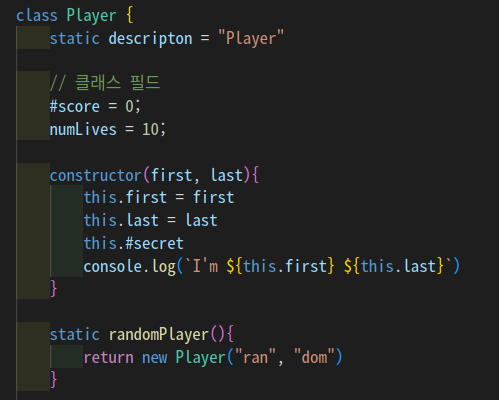 class Player {
static descripton = "Player"
// 클래스 필드
#score = 0;
numLives = 10;
constructor(first, last){
this.first = first
this.last = last
this.#secret
console.log(`I'm ${this.first} ${this.last}`)
}
static randomPlayer(){
return new Player("ran", "dom")
}